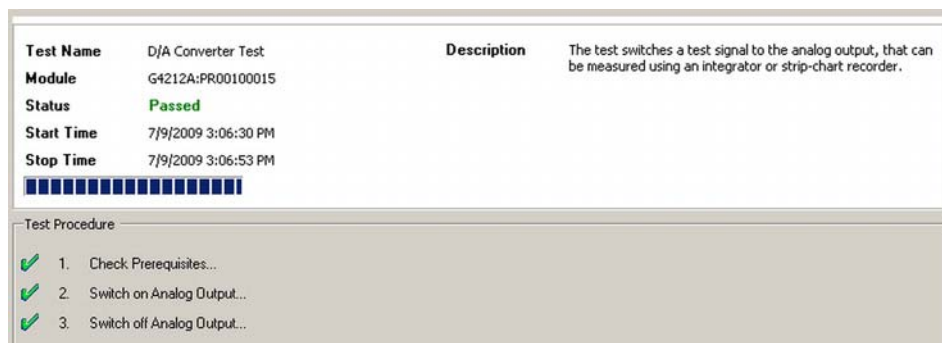 Test Name D/A Converter Test
Module G4212A:PR00100015
Status Passed
Start Time 7/9/2009 3:06:30 PM
Stop Time 7/9/2009 3:06:53 PM
Description The test switches a test signal to the analog output, that can
be measured using an integrator or strip-chart recorder.
Test Procedure
1. Check Prerequisites...
2. Switch on Analog Output...
3. Switch off Analog Output...